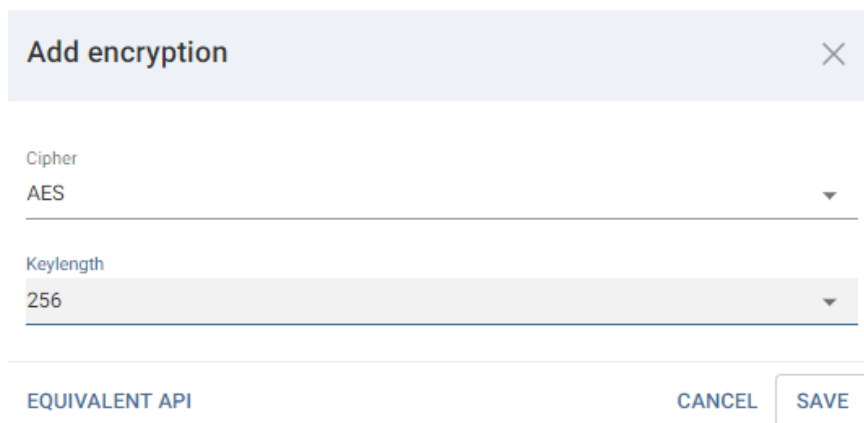 Add encryption
Cipher
AES
Keylength
256
EQUIVALENT API CANCEL SAVE